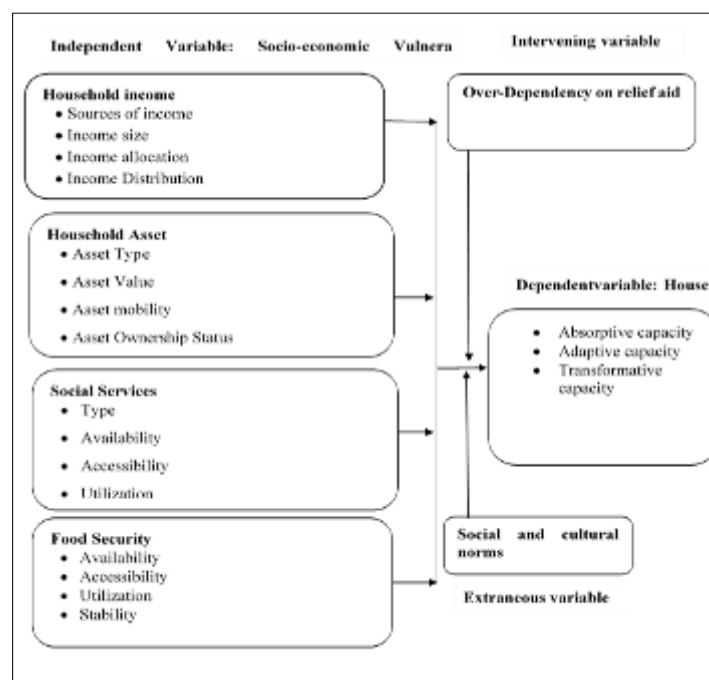 Independent Variable: Socio-economic Vulnera
Intervening variable
Household income
• Sources of income
• Income size
• Income allocation
• Income Distribution
Over-Dependency on relief aid
Household Asset
• Asset Type
• Asset Value
• Asset mobility
• Asset Ownership Status
Dependentvariable: House
• Absorptive capacity
• Adaptive capacity
• Transformative
capacity
Social Services
• Type
• Availability
• Accessibility
• Utilization
Food Security
• Availability
• Accessibility
• Utilization
• Stability
Social and cultural
norms
Extraneous variable